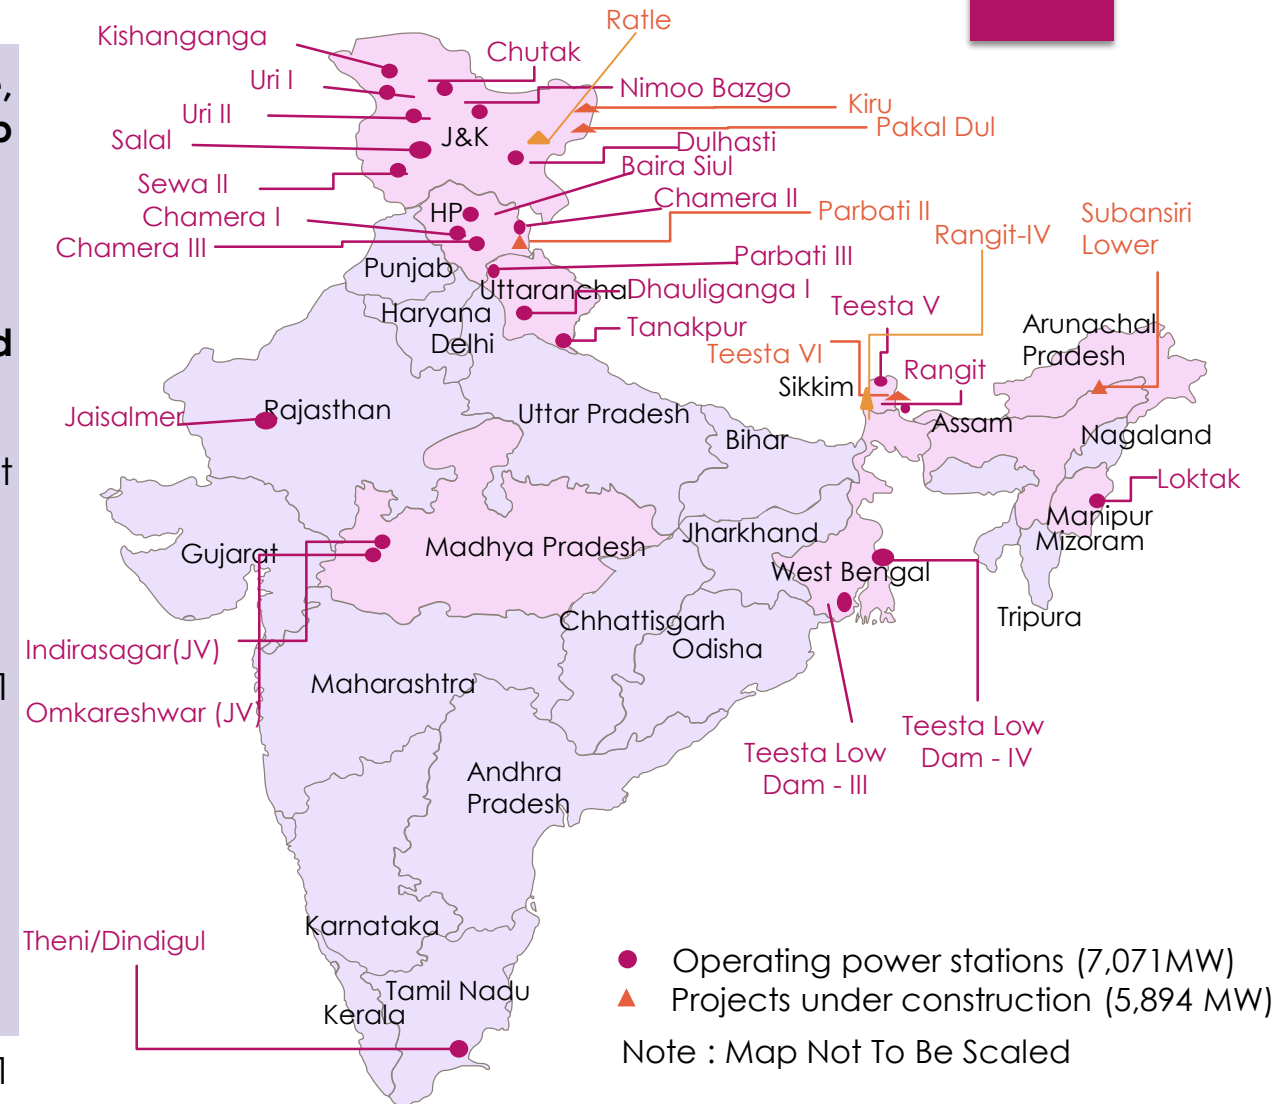 Ratle
Kishanganga
Chutak
Uri I
Nimoo Bazgo
Kiru
Uri II
Pakal Dul
Salal
J&K
Dulhasti
Baira Siul
Sewa II
Chamera II
Chamera I
HP
Parbati II
Subansiri
Lower
Rangit-IV
Chamera III
Parbati III
Punjab
Uttarancha
Dhauliganga I
Teesta V
Haryana
Delhi
Tanakpur
Arunachal
Pradesh
Teesta VI
Rangit
Sikkim
Jaisalmer
Rajasthan
Uttar Pradesh
Assam
Bihar
Nagaland
Loktak
Manipur
Mizoram
Jharkhand
Gujarat
Madhya Pradesh
West Bengal
Chhattisgarh
Tripura
Odisha
Indirasagar(JV)
Maharashtra
Omkareshwar (JV)
Teesta Low
Dam - IV
Teesta Low
Dam - III
Andhra
Pradesh
Karnataka
Theni/Dindigul
Tamil Nadu
Kerala
Operating power stations (7,071MW)
Projects under construction (5,894 MW)
Note : Map Not To Be Scaled